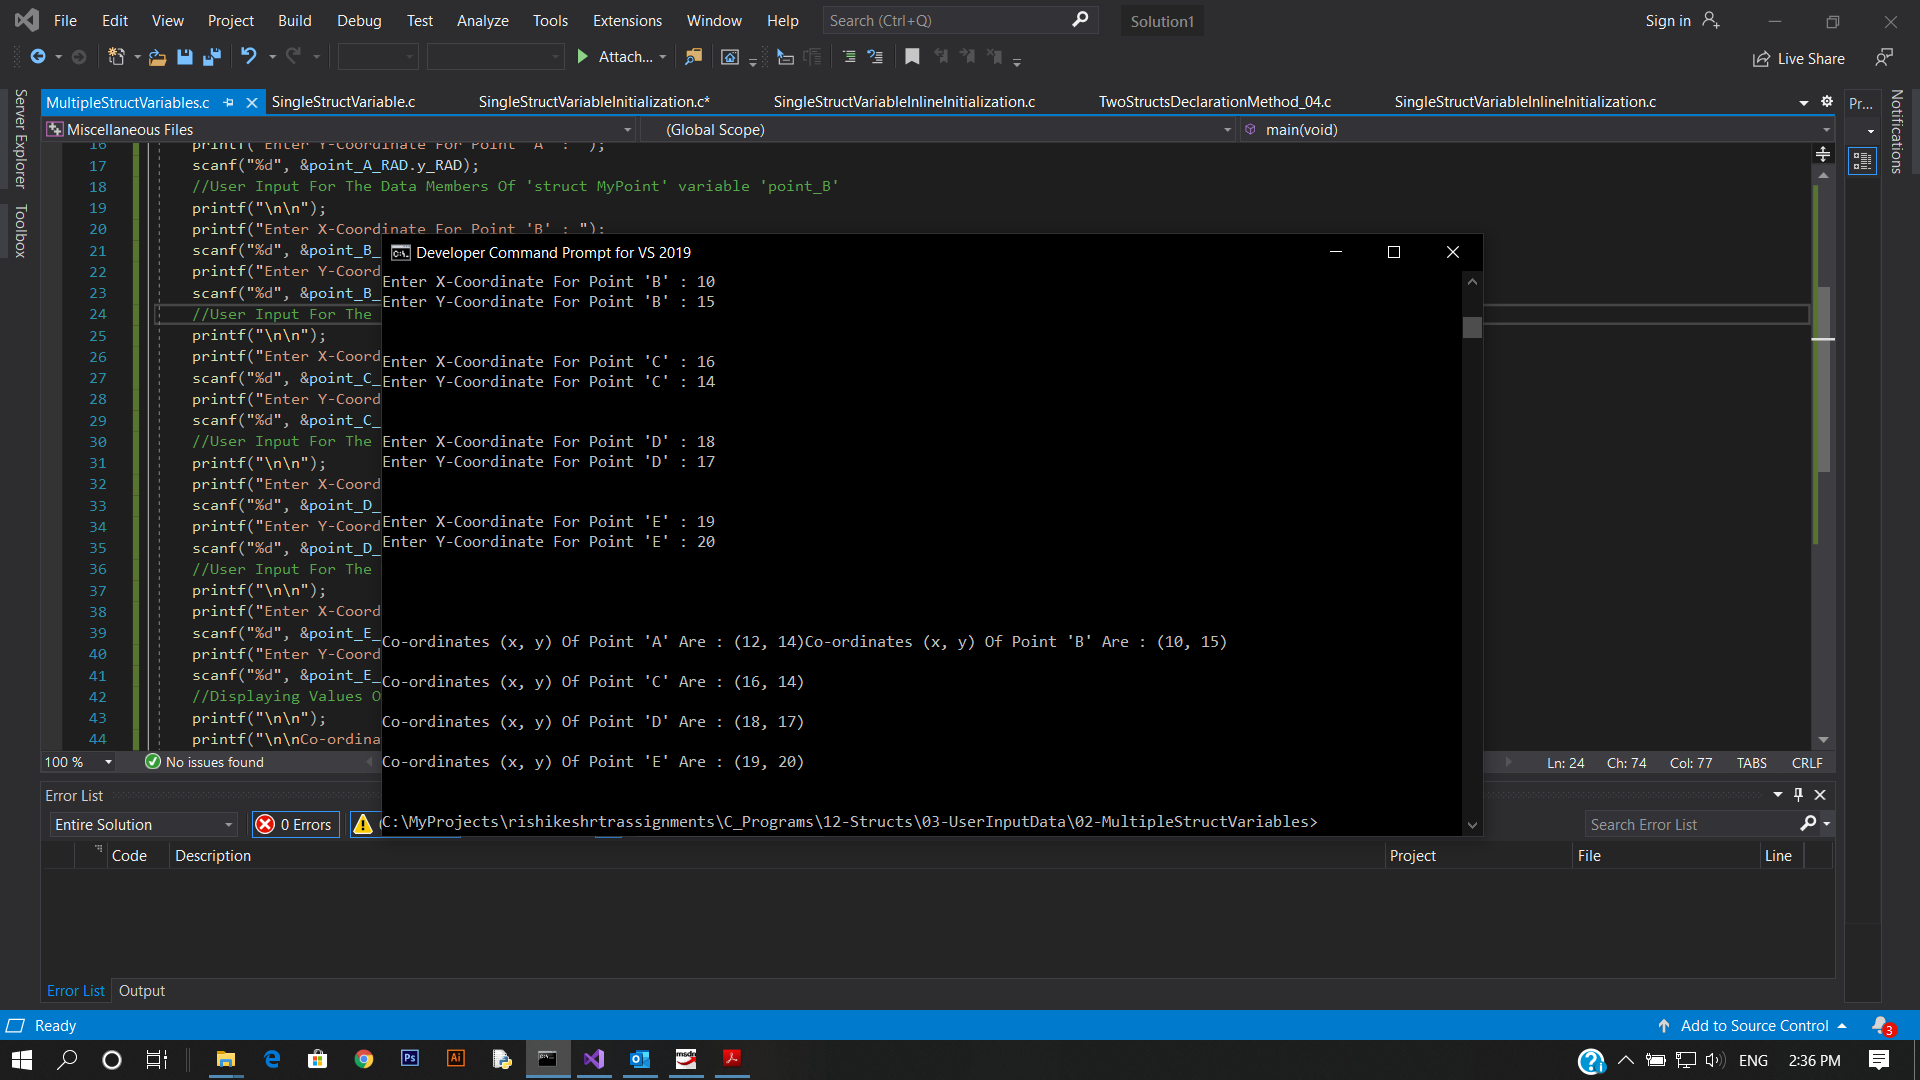 File Edit View Project Build Debug Test Analyze Tools Extensions Window Help Search (Ctrl+Q) Solution1 Sign in
Attach... Live Share
Server Explorer
Toolbox
MultipleStructVariables.c SingleStructVariable.c SingleStructVariableInitialization.c* SingleStructVariableInlineInitialization.c TwoStructsDeclarationMethod_04.c SingleStructVariableInlineInitialization.c
Pr...
Notifications
Miscellaneous Files (Global Scope) main(void)
16 printf("Enter Y-Coordinate For Point 'A' : ");
17 scanf("%d", &point_A_RAD.y_RAD);
18 //User Input For The Data Members Of 'struct MyPoint' variable 'point_B'
19 printf("\n\n");
20 printf("Enter X-Coordinate For Point 'B' : ");
21 scanf("%d", &point_B_
22 printf("Enter Y-Coord
23 scanf("%d", &point_B_
24 //User Input For The
25 printf("\n\n");
26 printf("Enter X-Coord
27 scanf("%d", &point_C_
28 printf("Enter Y-Coord
29 scanf("%d", &point_C_
30 //User Input For The
31 printf("\n\n");
32 printf("Enter X-Coord
33 scanf("%d", &point_D_
34 printf("Enter Y-Coord
35 scanf("%d", &point_D_
36 //User Input For The
37 printf("\n\n");
38 printf("Enter X-Coord
39 scanf("%d", &point_E_
40 printf("Enter Y-Coord
41 scanf("%d", &point_E_
42 //Displaying Values O
43 printf("\n\n");
44 printf("\n\nCo-ordina
Developer Command Prompt for VS 2019
Enter X-Coordinate For Point 'B' : 10
Enter Y-Coordinate For Point 'B' : 15
Enter X-Coordinate For Point 'C' : 16
Enter Y-Coordinate For Point 'C' : 14
Enter X-Coordinate For Point 'D' : 18
Enter Y-Coordinate For Point 'D' : 17
Enter X-Coordinate For Point 'E' : 19
Enter Y-Coordinate For Point 'E' : 20
Co-ordinates (x, y) Of Point 'A' Are : (12, 14)Co-ordinates (x, y) Of Point 'B' Are : (10, 15)
Co-ordinates (x, y) Of Point 'C' Are : (16, 14)
Co-ordinates (x, y) Of Point 'D' Are : (18, 17)
Co-ordinates (x, y) Of Point 'E' Are : (19, 20)
C:\MyProjects\rishikeshrtrassignments\C_Programs\12-Structs\03-UserInputData\02-MultipleStructVariables>
100 % No issues found Ln: 24 Ch: 74 Col: 77 TABS CRLF
Error List
Entire Solution 0 Errors Search Error List
Code Description Project File Line
Error List Output
Ready Add to Source Control 3
Ps Ai msdn ENG 2:36 PM